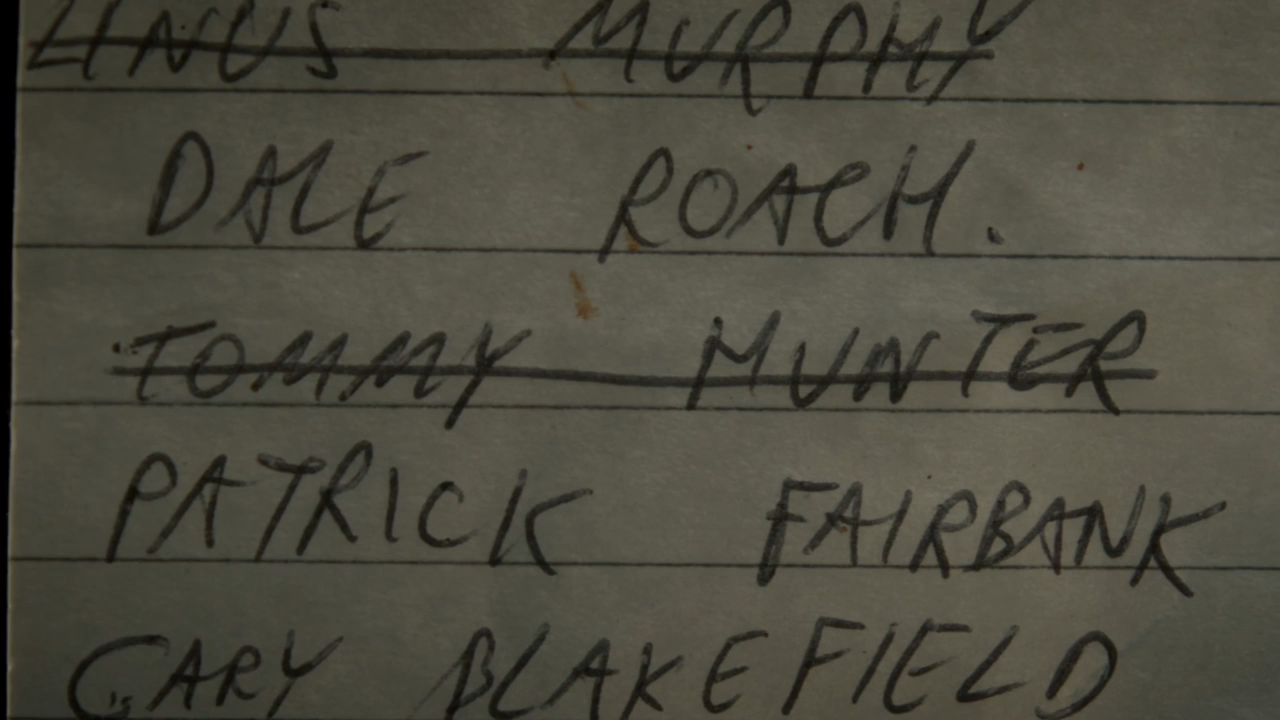 LINUS MURPHY
DALE ROACH.
TOMMY MUNTER
PATRICK FAIRBANK
GARY BLAKEFIELD